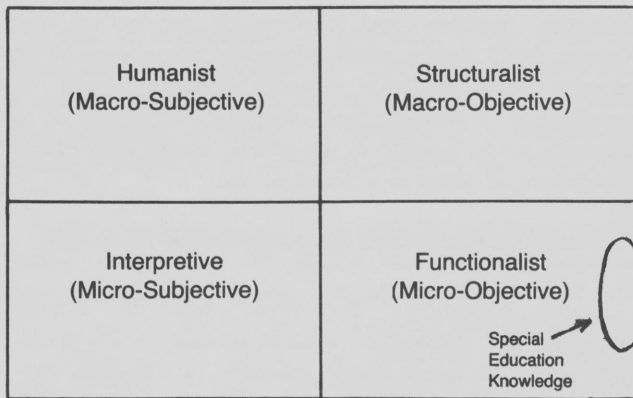 Humanist
(Macro-Subjective)
Structuralist
(Macro-Objective)
Interpretive
(Micro-Subjective)
Functionalist
(Micro-Objective)
Special
Education
Knowledge